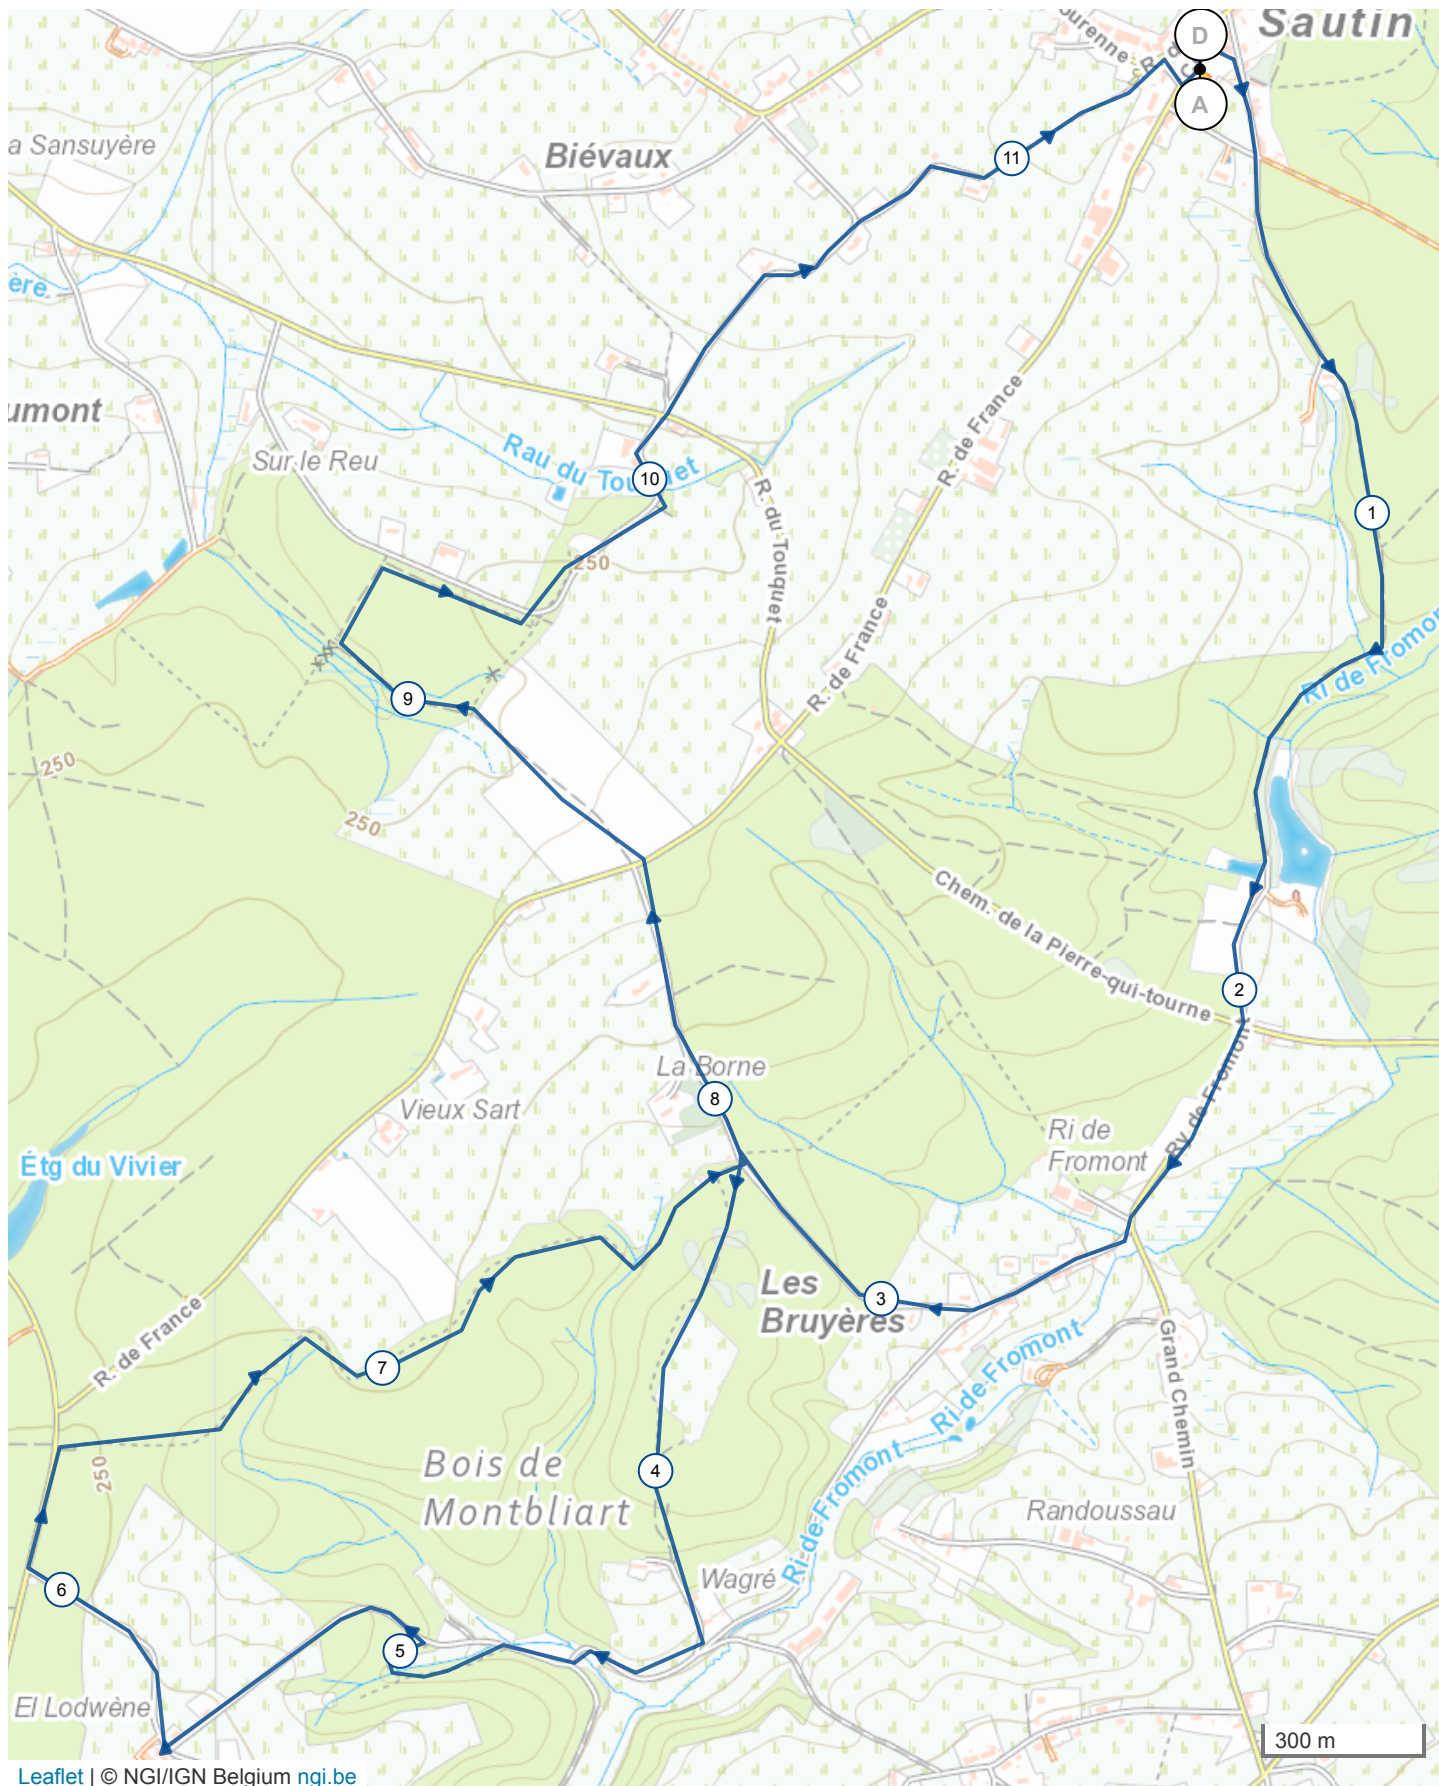 Sautin
D
A
a Sansuyère
Biévaux
11
ère
umont
R. de France
Sur le Reu
Rau du Tou
let
10
R. du Touquet
1
250
R. de France
Ri de Fromon
9
250
250
Chem. de la Pierre-qui-tourne
2
Rv. de Fromont
La Borne
8
Vieux Sart
Ri de
Fromont
Étg du Vivier
Les
Bruyères
3
R. de France
Ri de Fromont
Grand Chemin
7
250
Bois de
Montbliart
4
Ri de Fromont
Randoussau
Wagré
6
5
El Lodwène
300 m
Leaflet | © NGI/IGN Belgium ngi.be